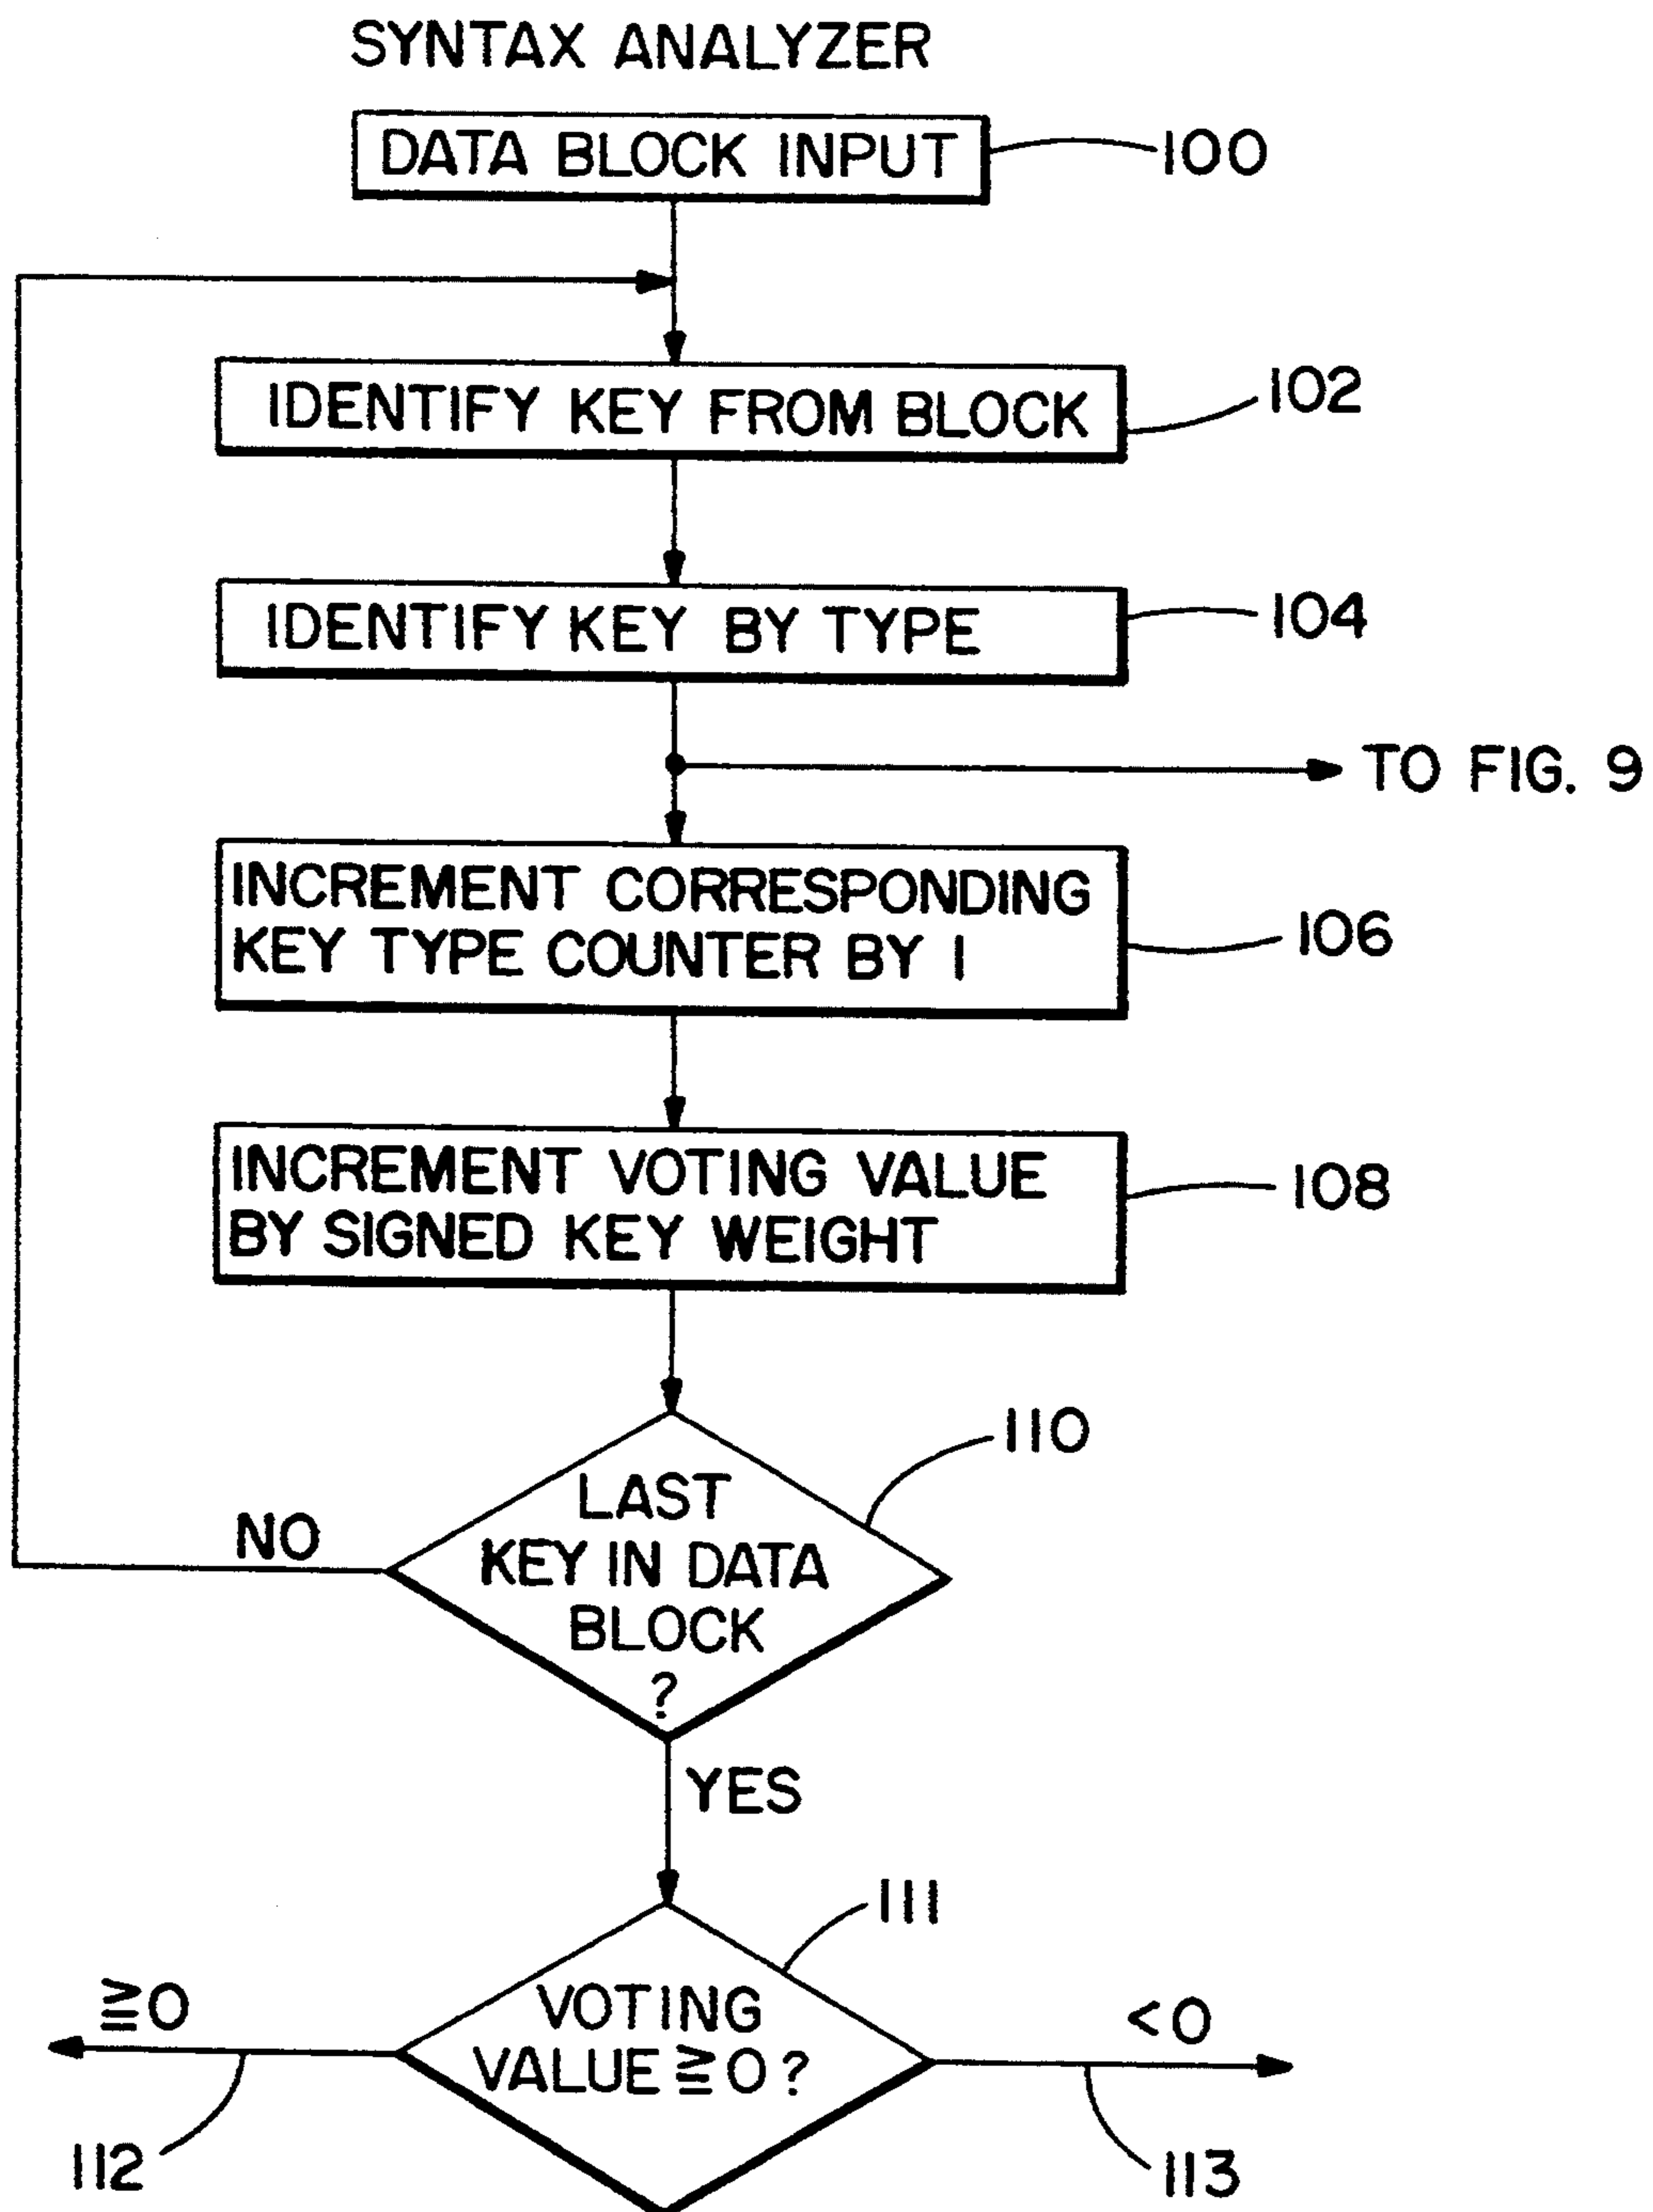 SYNTAX ANALYZER
DATA BLOCK INPUT
100
IDENTIFY KEY FROM BLOCK
102
IDENTIFY KEY BY TYPE
104
TO FIG. 9
INCREMENT CORRESPONDING
KEY TYPE COUNTER BY 1
106
INCREMENT VOTING VALUE
BY SIGNED KEY WEIGHT
108
110
LAST
KEY IN DATA
BLOCK
?
NO
YES
111
VOTING
VALUE ≧ 0 ?
≧0
<0
112
113